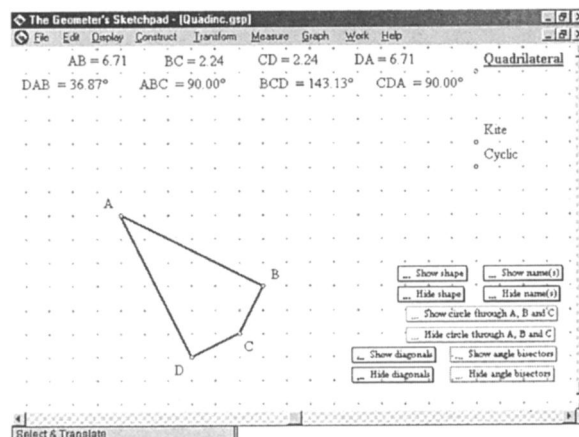 The Geometer's Sketchpad - [Quadinc.gsp]
File Edit Display Construct Transform Measure Graph Work Help
AB = 6.71 BC = 2.24 CD = 2.24 DA = 6.71
DAB = 36.87° ABC = 90.00° BCD = 143.13° CDA = 90.00°
Quadrilateral
Kite
Cyclic
A
B
C
D
... Show shape ... Show name(s)
... Hide shape ... Hide name(s)
... Show circle through A, B and C
... Hide circle through A, B and C
... Show diagonals ... Show angle bisectors
... Hide diagonals ... Hide angle bisectors
Select & Translate